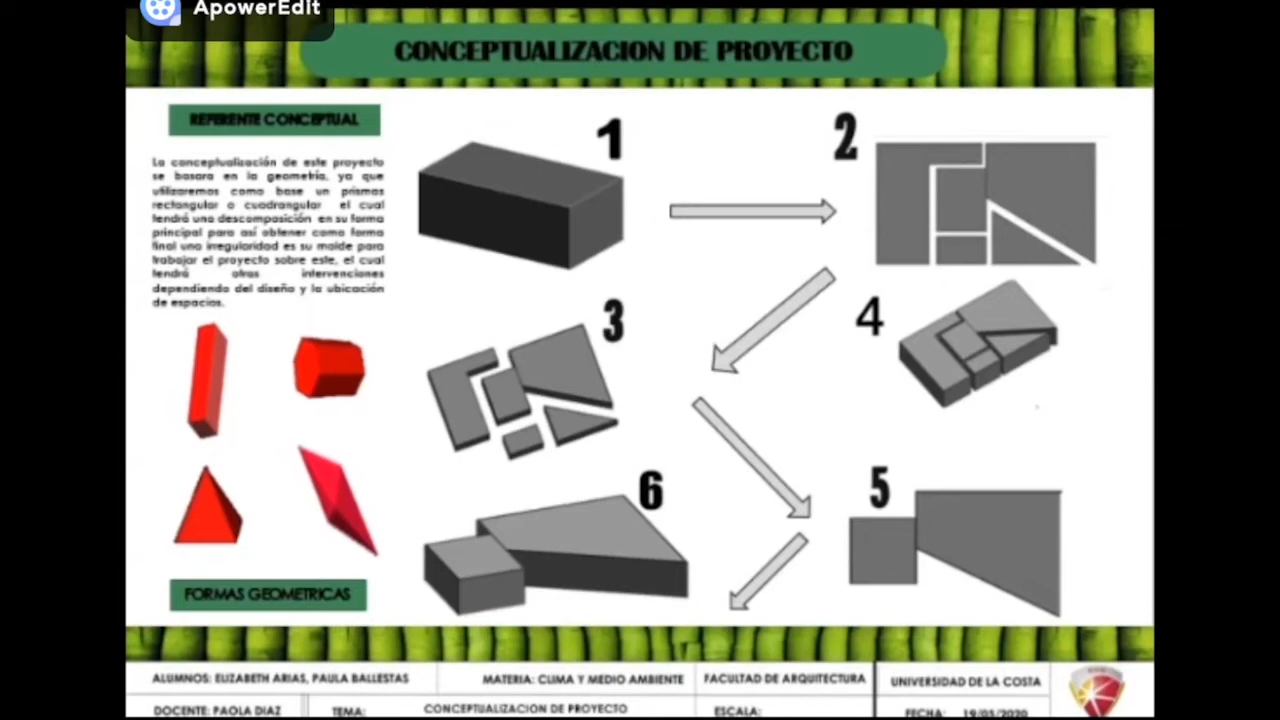 ApowerEdit
CONCEPTUALIZACION DE PROYECTO
REFERENTE CONCEPTUAL
La conceptualización de este proyecto
se basara en la geometría, ya que
utilizaremos como base un prismas
rectangular o cuadrangular el cual
tendrá una descomposición en su forma
principal para así obtener como forma
final una irregularidad es su molde para
trabajar el proyecto sobre este, el cual
tendrá otras intervenciones
dependiendo del diseño y la ubicación
de espacios.
1
2
3
4
6
5
FORMAS GEOMETRICAS
ALUMNOS: ELIZABETH ARIAS, PAULA BALLESTAS
MATERIA: CLIMA Y MEDIO AMBIENTE
FACULTAD DE ARQUITECTURA
UNIVERSIDAD DE LA COSTA
DOCENTE: PAOLA DIAZ
TEMA:
CONCEPTUALIZACION DE PROYECTO
ESCALA:
FECHA: 19/05/2020